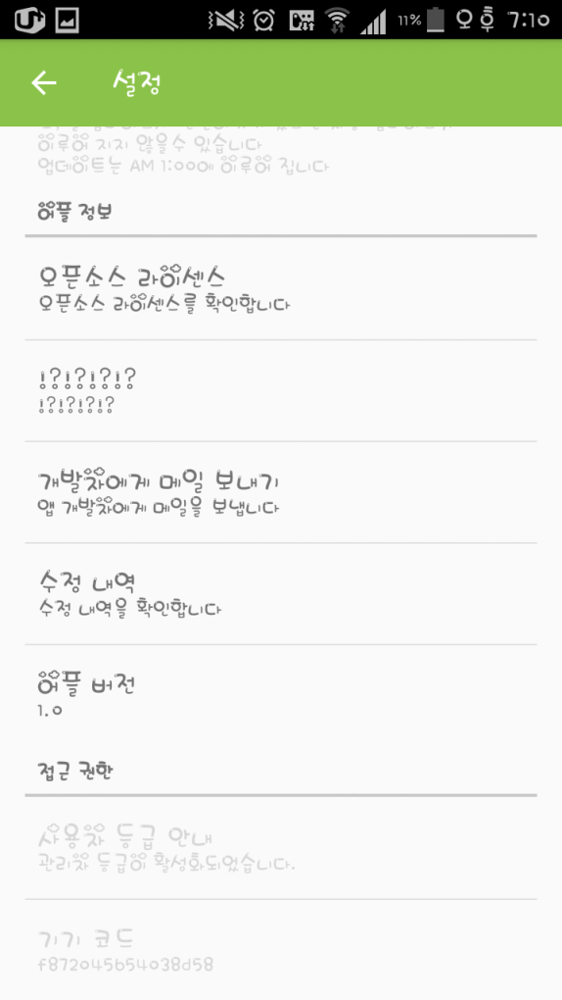 11% 오후 7:10
설정
이루어 지지 않을수 있습니다
업데이트는 AM 1:00에 이루어 집니다
어플 정보
오픈소스 라이센스
오픈소스 라이센스를 확인합니다
!?!?!?!?
!?!?!?!?
개발자에게 메일 보내기
앱 개발자에게 메일을 보냅니다
수정 내역
수정 내역을 확인합니다
어플 버전
1.0
접근 권한
사용자 등급 안내
관리자 등급이 활성화되었습니다.
기기 코드
f872045b54038d58